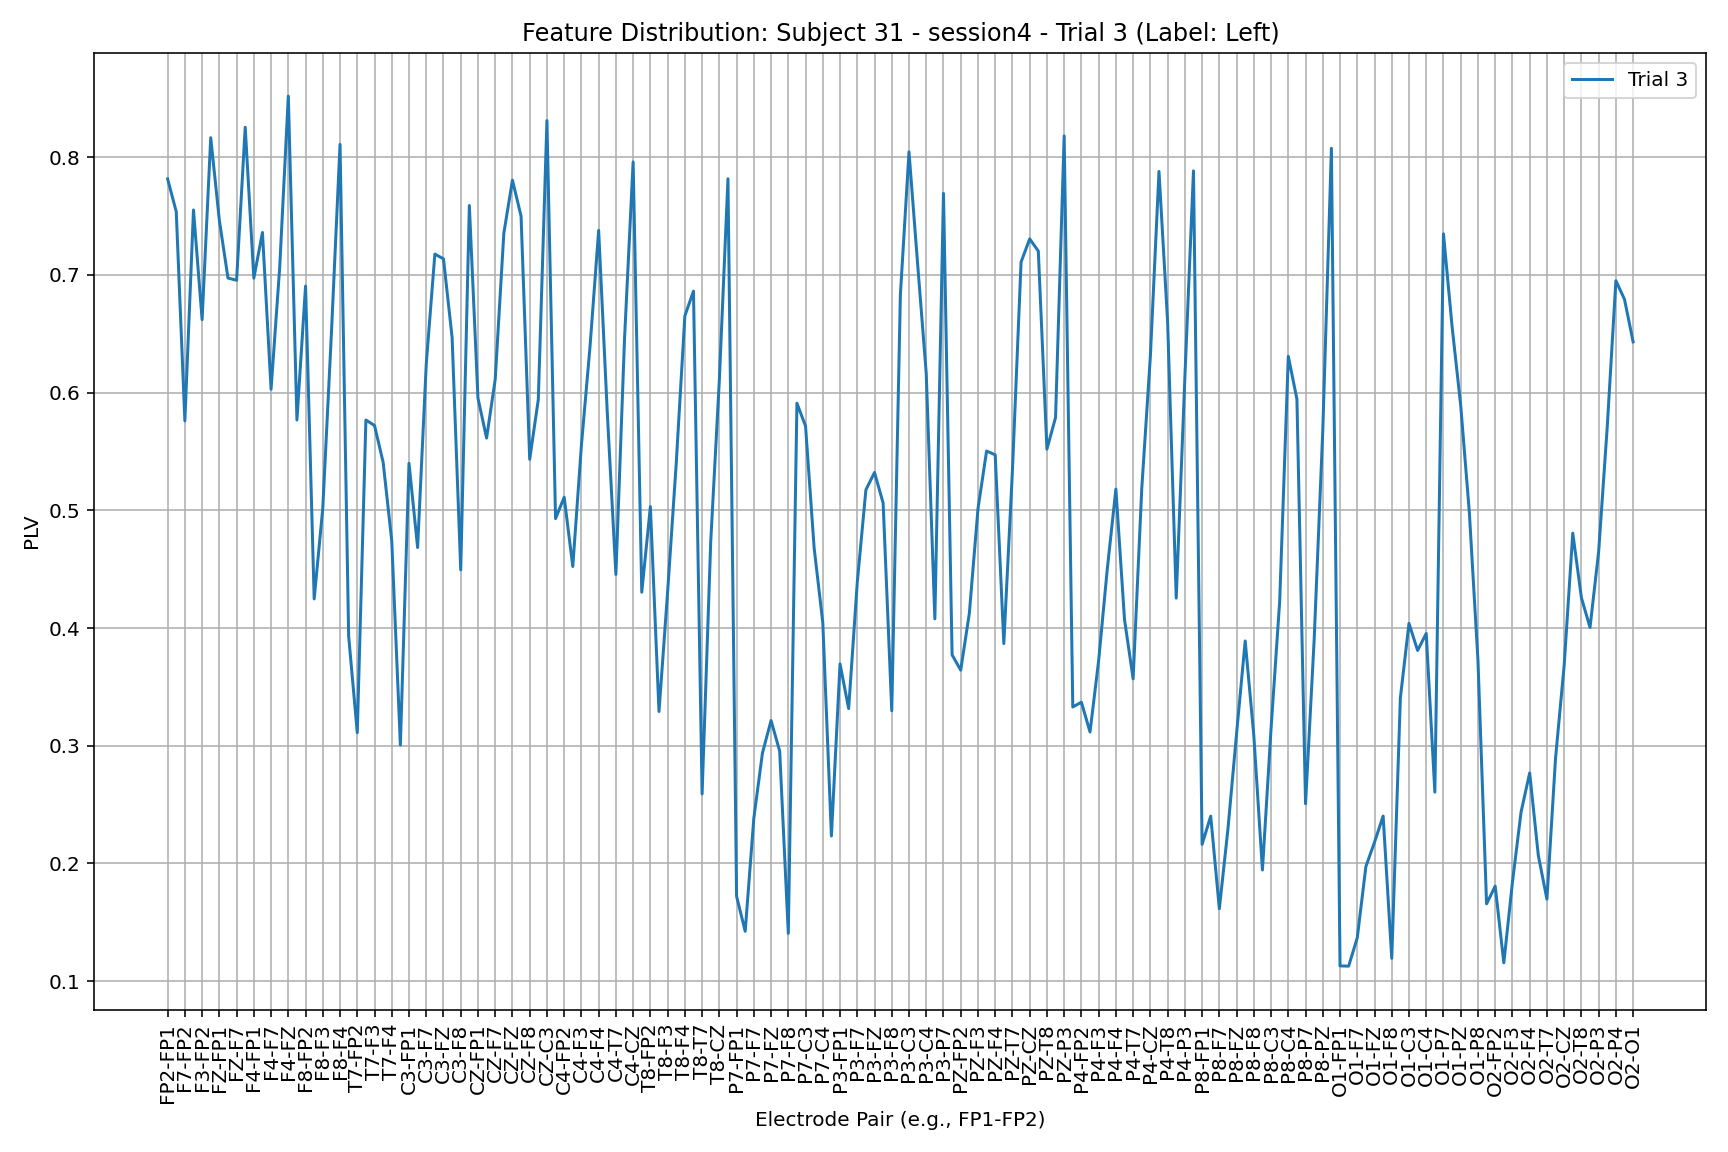 Feature Distribution: Subject 31 - session4 - Trial 3 (Label: Left)
Trial 3
PLV
0.8
0.7
0.6
0.5
0.4
0.3
0.2
0.1
FP2-FP1
F7-FP2
F3-FP2
FZ-FP1
FZ-F7
F4-FP1
F4-F7
F4-FZ
F8-FP2
F8-F3
F8-F4
T7-FP2
T7-F3
T7-F4
C3-FP1
C3-F7
C3-FZ
C3-F8
CZ-FP1
CZ-F7
CZ-FZ
CZ-F8
CZ-C3
C4-FP2
C4-F3
C4-F4
C4-T7
C4-CZ
T8-FP2
T8-F3
T8-F4
T8-T7
T8-CZ
P7-FP1
P7-F7
P7-FZ
P7-F8
P7-C3
P7-C4
P3-FP1
P3-F7
P3-FZ
P3-F8
P3-C3
P3-C4
P3-P7
PZ-FP2
PZ-F3
PZ-F4
PZ-T7
PZ-CZ
PZ-T8
PZ-P3
P4-FP2
P4-F3
P4-F4
P4-T7
P4-CZ
P4-T8
P4-P3
P8-FP1
P8-F7
P8-FZ
P8-F8
P8-C3
P8-C4
P8-P7
P8-PZ
O1-FP1
O1-F7
O1-FZ
O1-F8
O1-C3
O1-C4
O1-P7
O1-PZ
O1-P8
O2-FP2
O2-F3
O2-F4
O2-T7
O2-CZ
O2-T8
O2-P3
O2-P4
O2-O1
Electrode Pair (e.g., FP1-FP2)